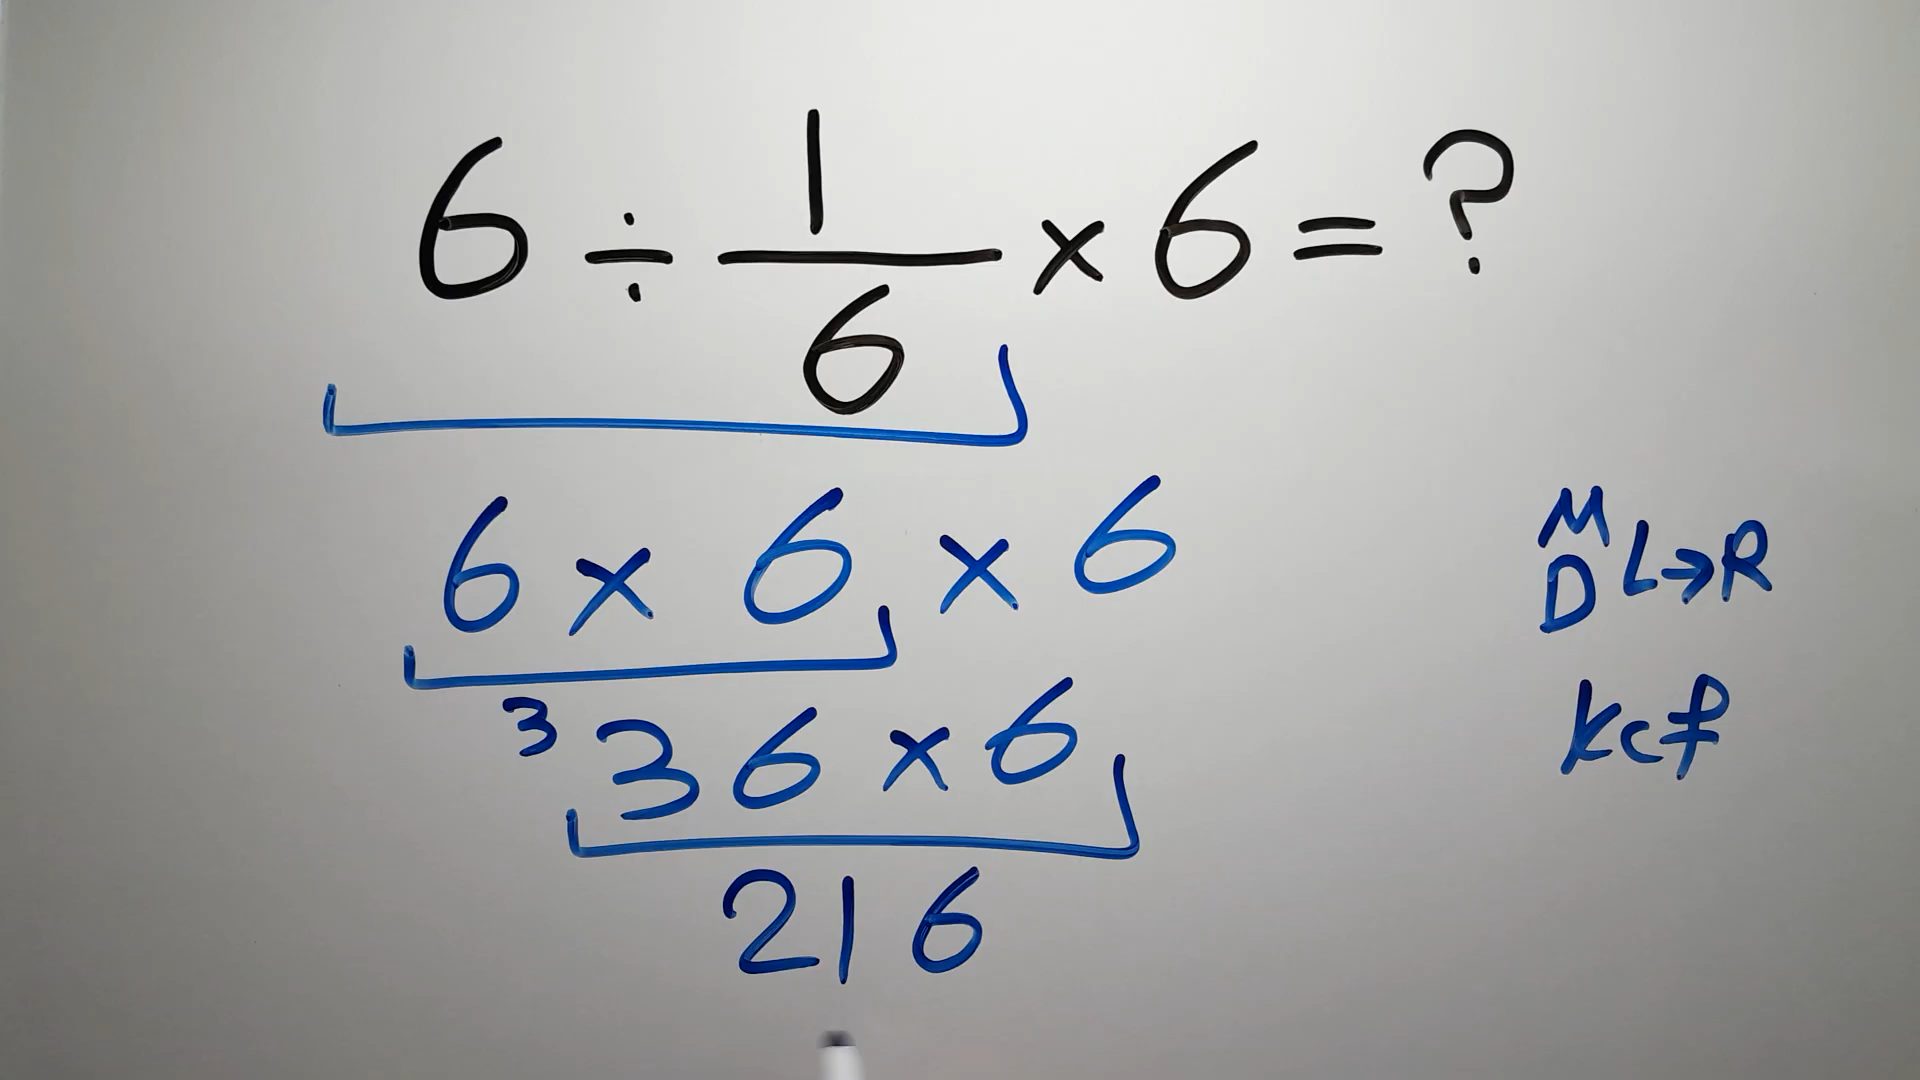 6 ÷ 1/6 × 6 = ?
6 × 6 × 6
M
D L→R
3
36 × 6
kcf
216